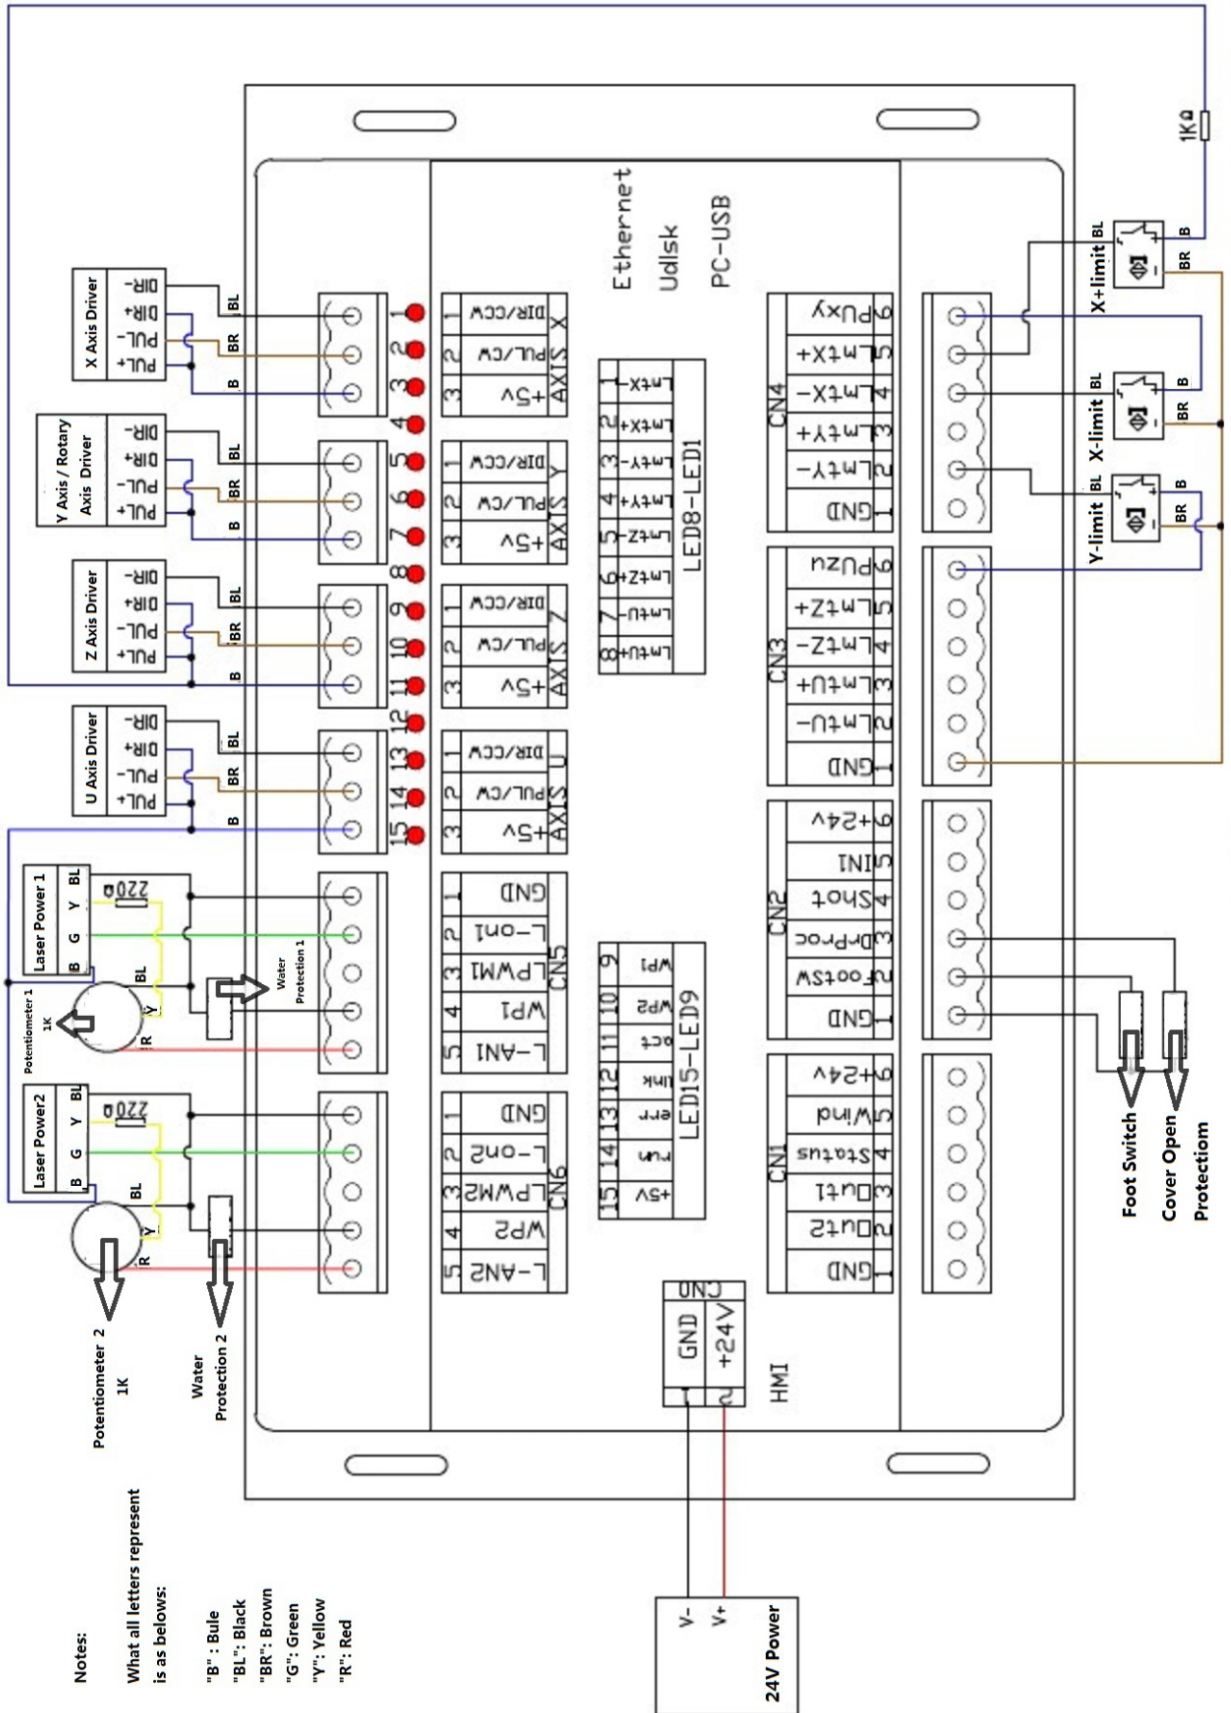 1KΩ
X Axis Driver
DIR-
DIR+
PUL-
PUL+
BL
BR
B
Y Axis / Rotary
Axis Driver
DIR-
DIR+
PUL-
PUL+
BL
BR
B
Z Axis Driver
DIR-
DIR+
PUL-
PUL+
BL
BR
B
U Axis Driver
DIR-
DIR+
PUL-
PUL+
BL
BR
B
Laser Power 1
BL
Y
G
B
220Ω
BL
Y
R
Potentiometer 1
1K
Water
Protection 1
Laser Power2
BL
Y
G
B
220Ω
BL
Y
R
Potentiometer 2
1K
Water
Protection 2
1
2
3
4
5
6
7
8
9
10
11
12
13
14
15
1 DIR/CCW
2 PUL/CW
3 +5v
AXIS X
1 DIR/CCW
2 PUL/CW
3 +5v
AXIS Y
1 DIR/CCW
2 PUL/CW
3 +5v
AXIS Z
1 DIR/CCW
2 PUL/CW
3 +5v
AXIS U
1 GND
2 L-on1
3 LPWM1
4 WP1
5 L-AN1
CN5
1 GND
2 L-on2
3 LPWM2
4 WP2
5 L-AN2
CN6
Ethernet
UdIsk
PC-USB
1 LmtX-
2 LmtX+
3 LmtY-
4 LmtY+
5 LmtZ-
6 LmtZ+
7 LmtU-
8 LmtU+
LED8-LED1
9 WP1
10 WP2
11 act
12 link
13 err
14 run
15 +5V
LED15-LED9
CN4
6 PUxy
5 LmtX+
4 LmtX-
3 LmtY+
2 LmtY-
1 GND
CN3
6 PUzu
5 LmtZ+
4 LmtZ-
3 LmtU+
2 LmtU-
1 GND
CN2
6 +24v
5 IN1
4 Shot
3 DrProc
2 FootSW
1 GND
CN1
6 +24v
5 Wind
4 Status
3 Out1
2 Out2
1 GND
CN0
GND 1
+24V 2
HMI
X+limit
BL
B
BR
-
X-limit
BL
B
BR
-
Y-limit
BL
B
BR
+
-
Foot Switch
Cover Open
Protectiom
V-
V+
24V Power
Notes:
What all letters represent
is as belows:
"B" : Bule
"BL": Black
"BR": Brown
"G": Green
"Y": Yellow
"R": Red